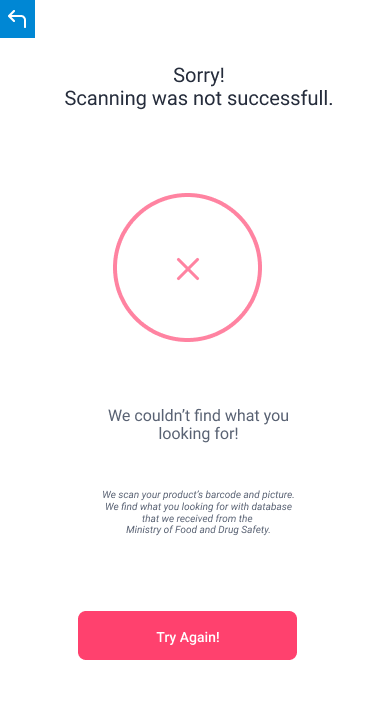 Sorry!
Scanning was not successfull.
We couldn't find what you
looking for!
We scan your product's barcode and picture.
We find what you looking for with database
that we received from the
Ministry of Food and Drug Safety.
Try Again!